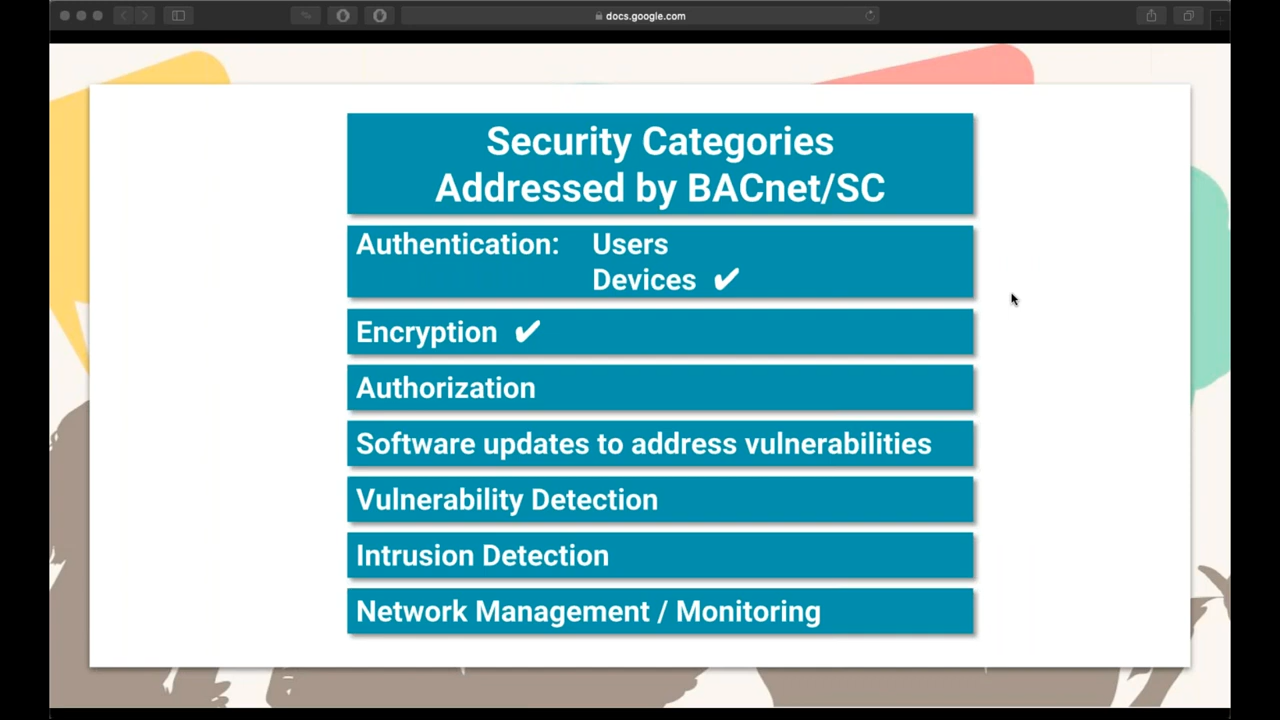 docs.google.com
Security Categories
Addressed by BACnet/SC
Authentication: Users
Devices ✔
Encryption ✔
Authorization
Software updates to address vulnerabilities
Vulnerability Detection
Intrusion Detection
Network Management / Monitoring